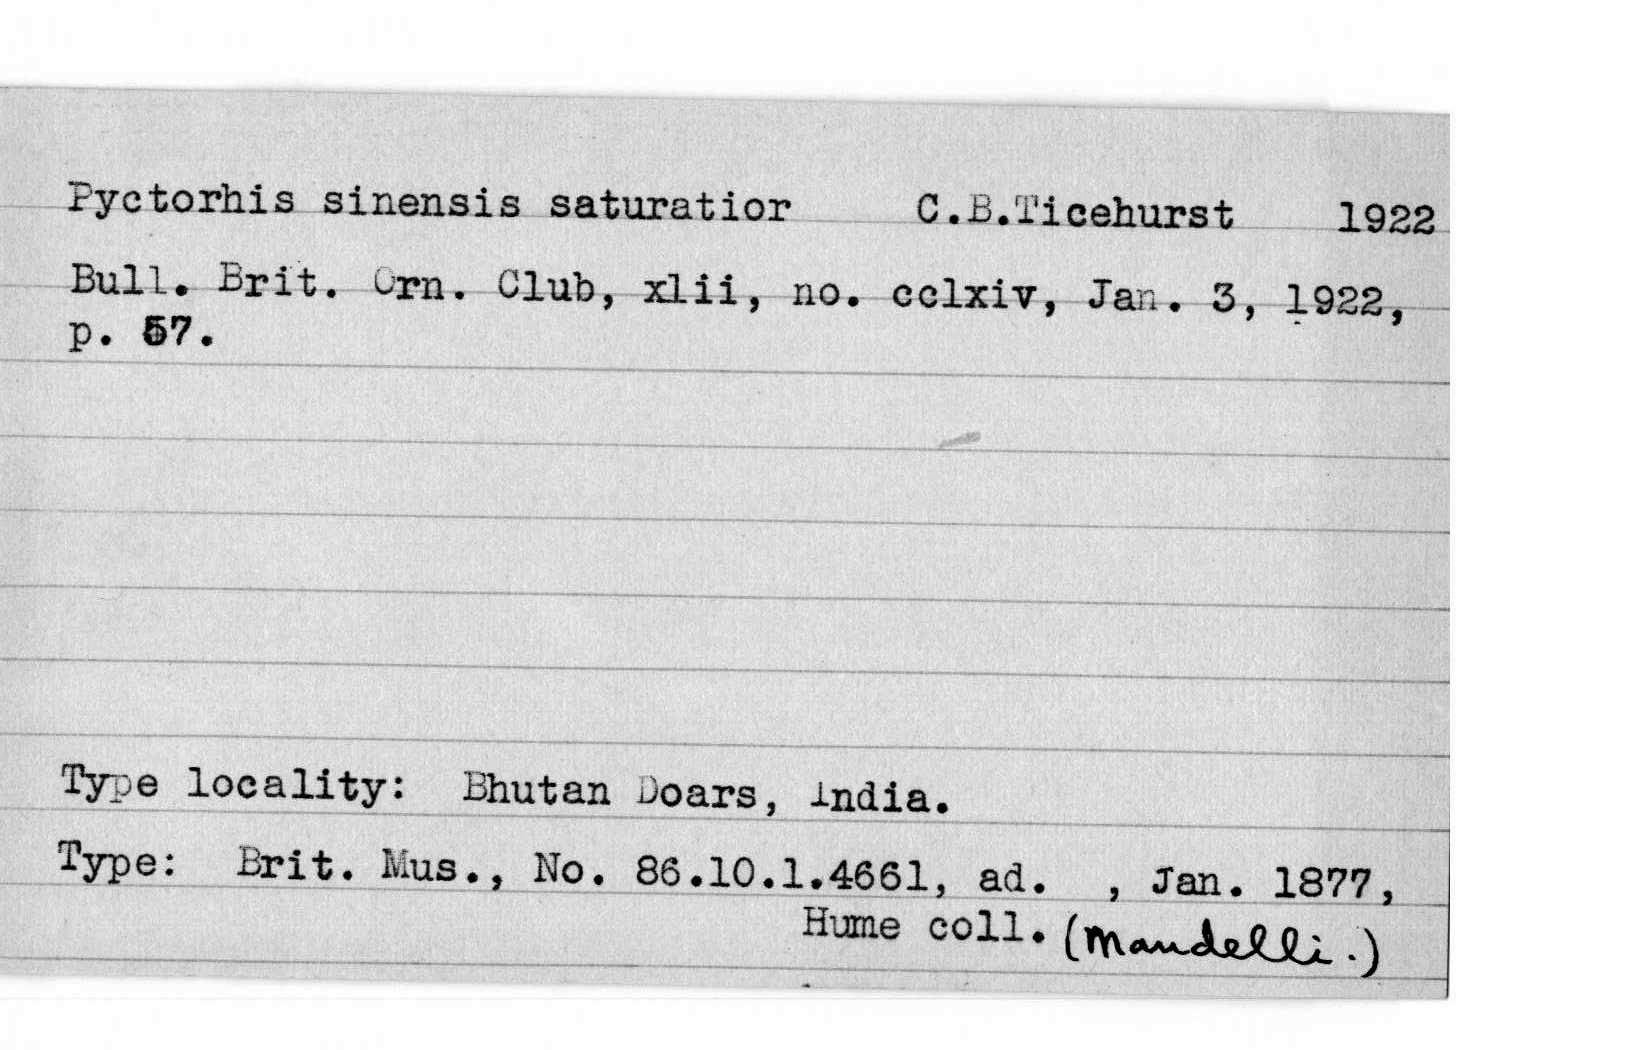 Pyctorhis sinensis saturatior C.B.Ticehurst 1922
Bull. Brit. Orn. Club, xlii, no. cclxiv, Jan. 3, 1922,
p. 57.
Type locality: Bhutan Doars, India.
Type: Brit. Mus., No. 86.10.1.4661, ad. , Jan. 1877,
Hume coll. (Mandelli.)